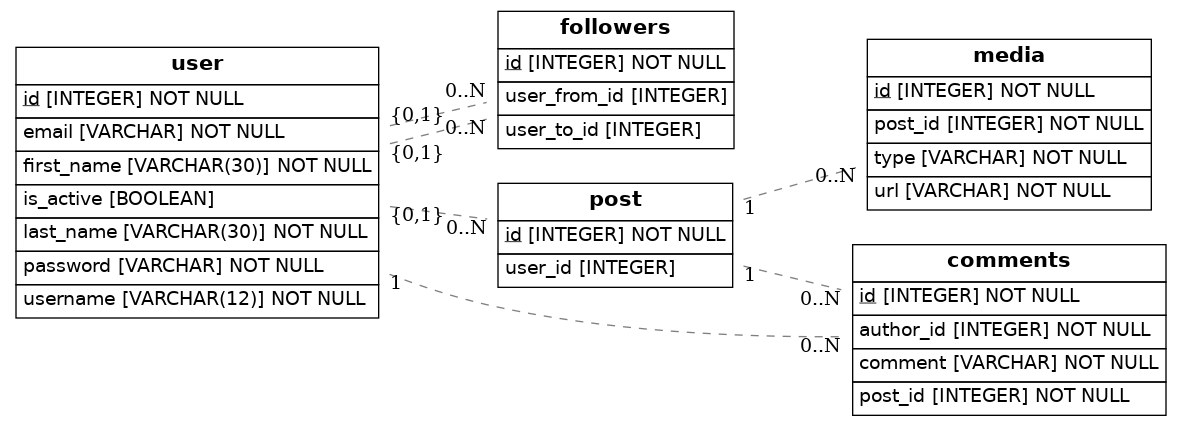 user
id [INTEGER] NOT NULL
email [VARCHAR] NOT NULL
first_name [VARCHAR(30)] NOT NULL
is_active [BOOLEAN]
last_name [VARCHAR(30)] NOT NULL
password [VARCHAR] NOT NULL
username [VARCHAR(12)] NOT NULL
{0,1}
{0,1}
{0,1}
1
0..N
0..N
0..N
followers
id [INTEGER] NOT NULL
user_from_id [INTEGER]
user_to_id [INTEGER]
post
id [INTEGER] NOT NULL
user_id [INTEGER]
1
1
0..N
0..N
0..N
media
id [INTEGER] NOT NULL
post_id [INTEGER] NOT NULL
type [VARCHAR] NOT NULL
url [VARCHAR] NOT NULL
comments
id [INTEGER] NOT NULL
author_id [INTEGER] NOT NULL
comment [VARCHAR] NOT NULL
post_id [INTEGER] NOT NULL